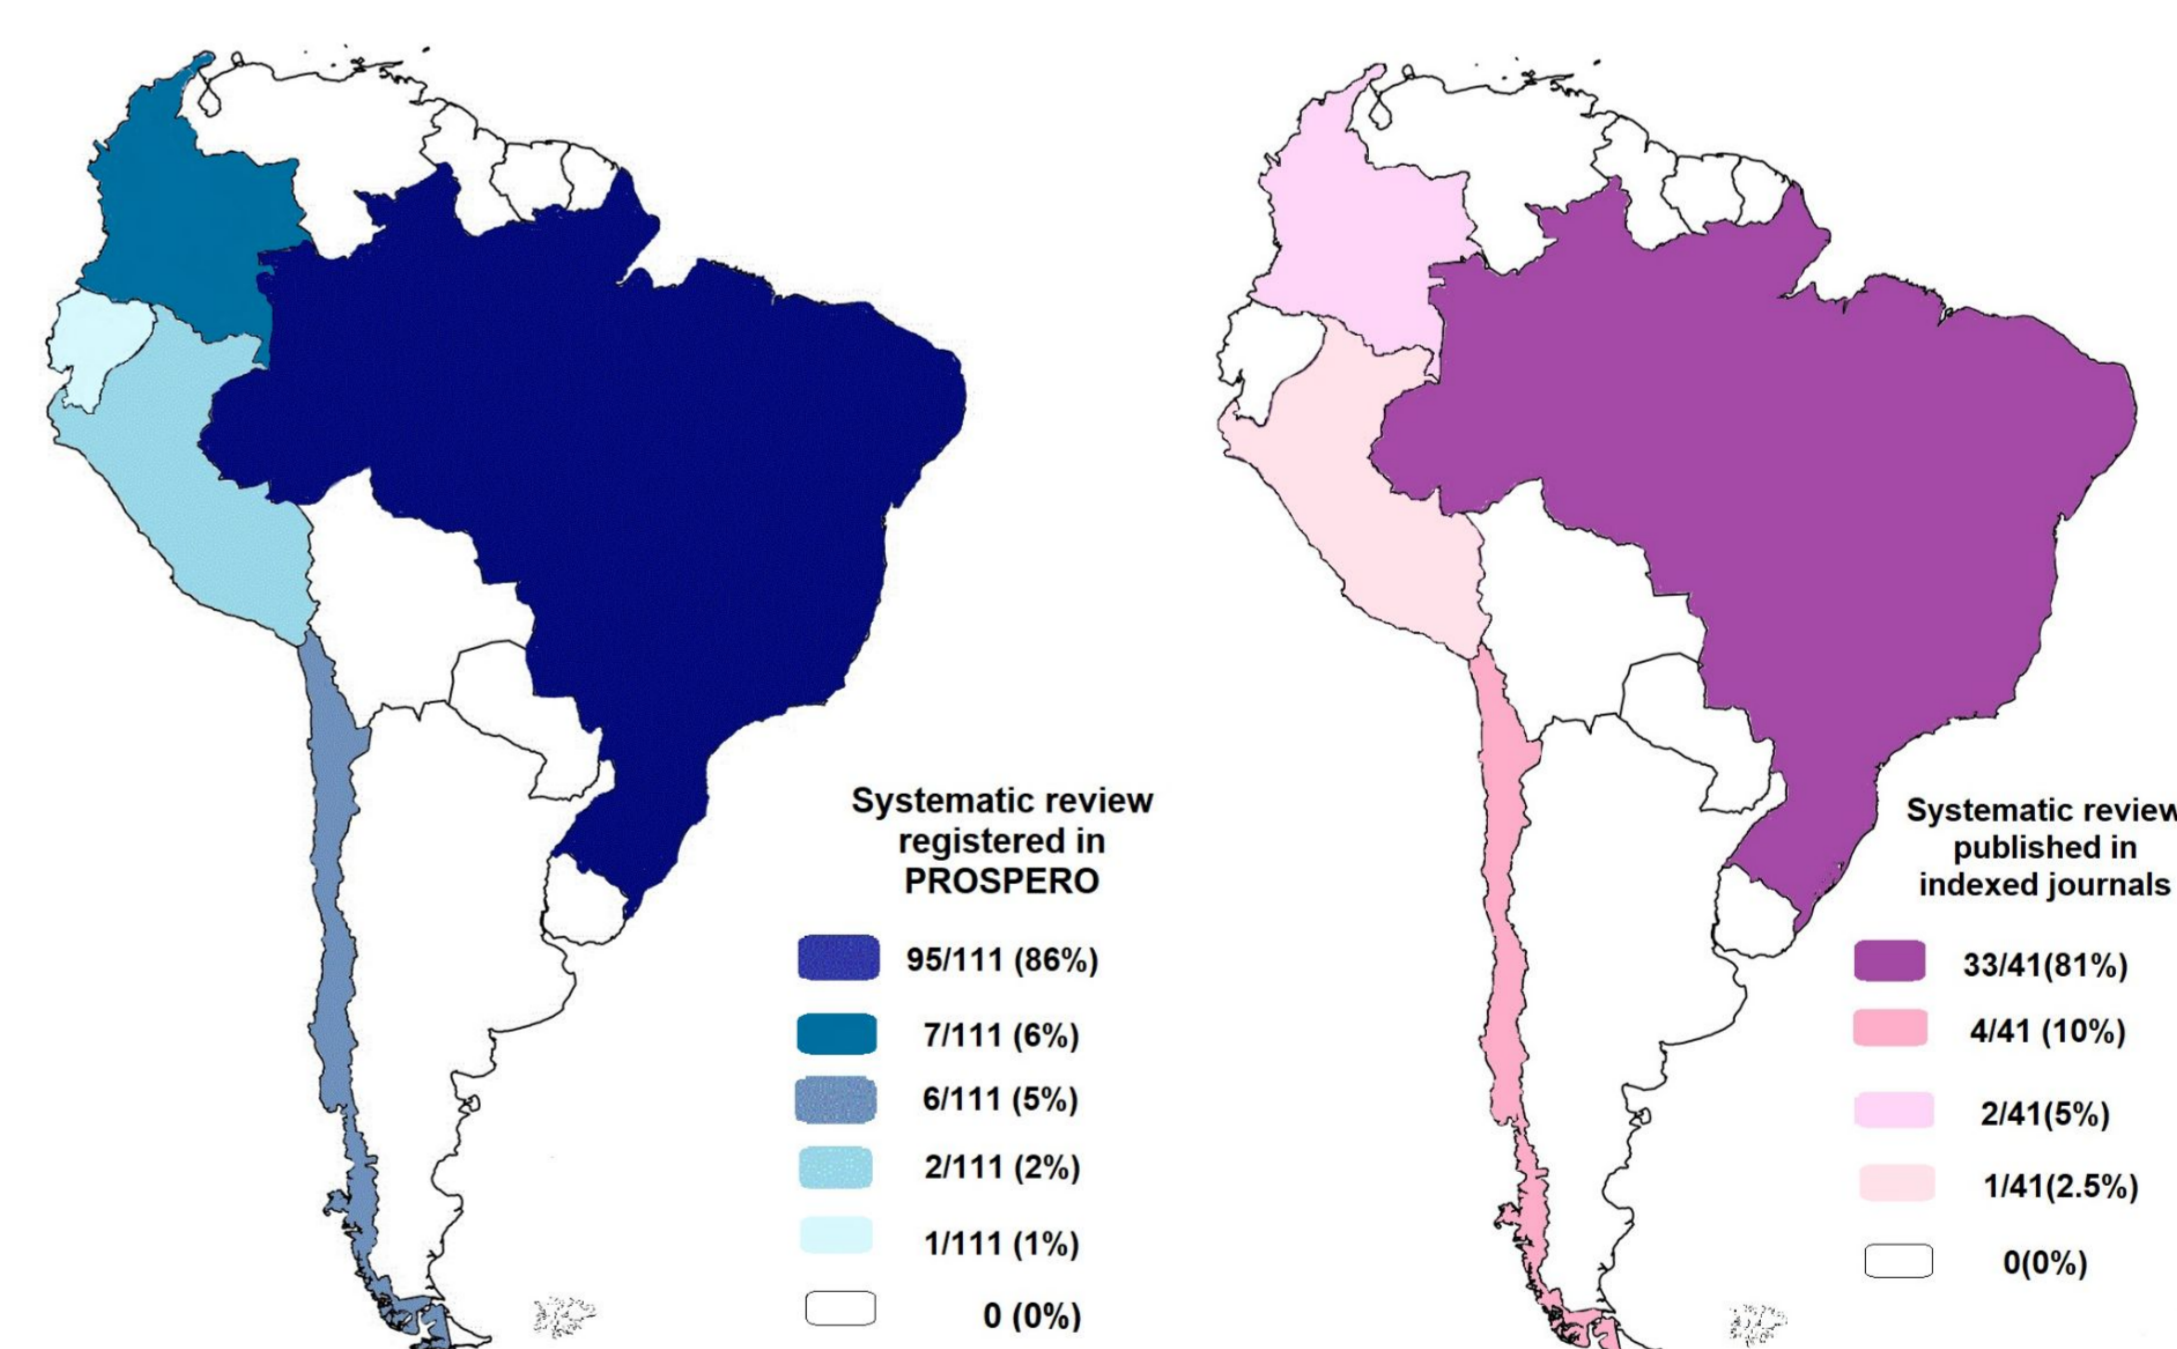 Systematic review
registered in
PROSPERO
95/111 (86%)
7/111 (6%)
6/111 (5%)
2/111 (2%)
1/111 (1%)
0 (0%)
Systematic review
published in
indexed journals
33/41(81%)
4/41 (10%)
2/41(5%)
1/41(2.5%)
0(0%)